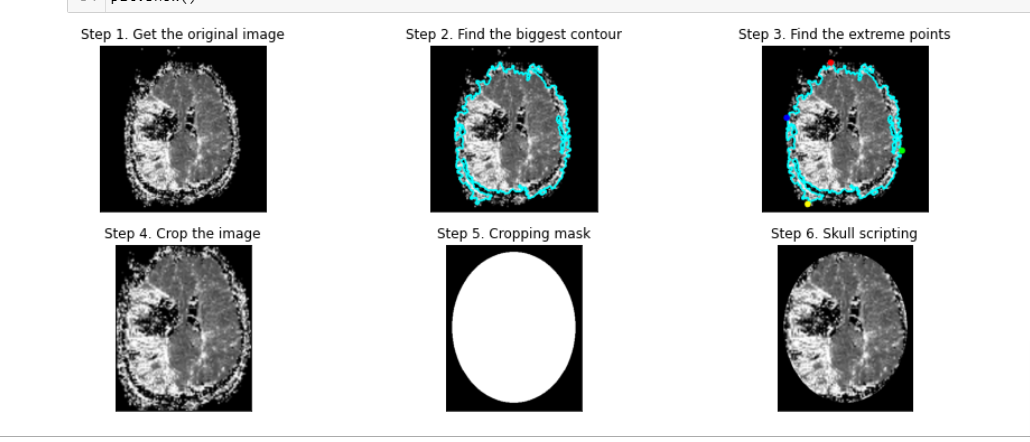 Step 1. Get the original image
Step 2. Find the biggest contour
Step 3. Find the extreme points
Step 4. Crop the image
Step 5. Cropping mask
Step 6. Skull scripting